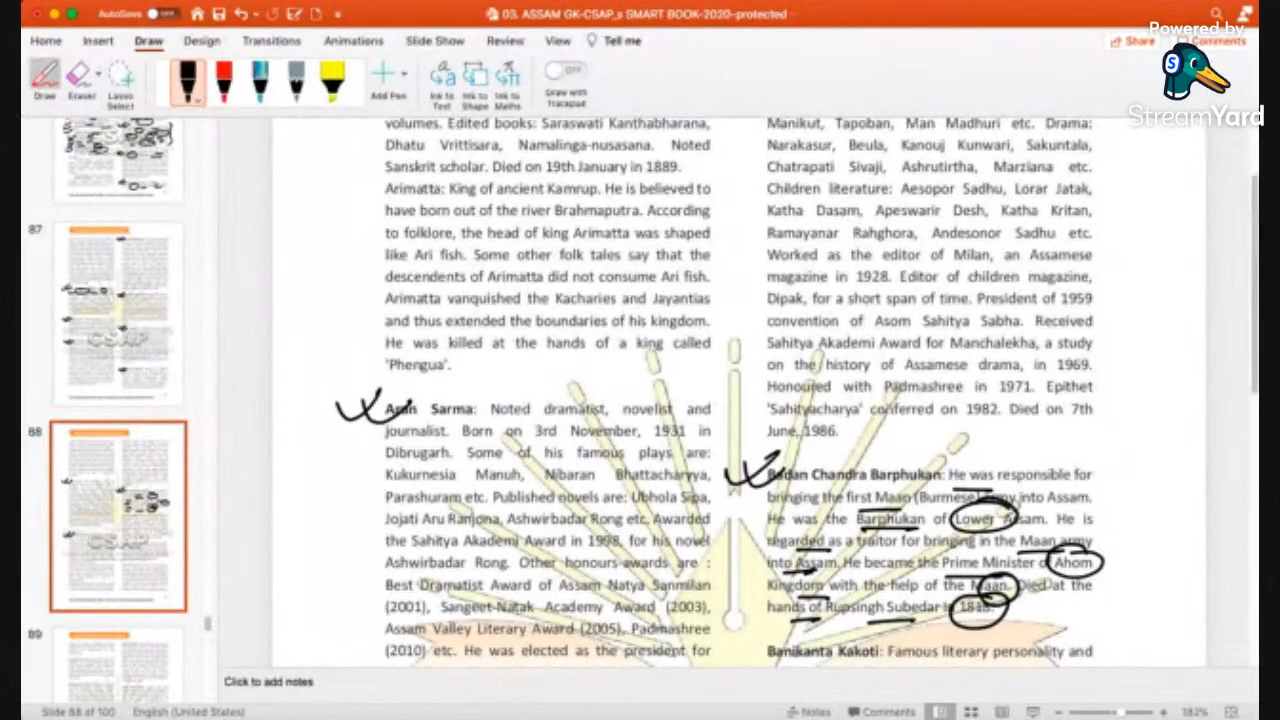 AutoSave OFF
03. ASSAM GK-CSAP_s SMART BOOK-2020-protected
Powered by
StreamYard
Home Insert Draw Design Transitions Animations Slide Show Review View Tell me
Share Comments
Draw Eraser Lasso Select Add Pen Ink to Text Ink to Shape Ink to Maths OFF Draw with Trackpad
87
88
89
CSAP
CSAP
volumes. Edited books: Saraswati Kanthabharana,
Dhatu Vrittisara, Namalinga-nusasana. Noted
Sanskrit scholar. Died on 19th January in 1889.
Arimatta: King of ancient Kamrup. He is believed to
have born out of the river Brahmaputra. According
to folklore, the head of king Arimatta was shaped
like Ari fish. Some other folk tales say that the
descendents of Arimatta did not consume Ari fish.
Arimatta vanquished the Kacharies and Jayantias
and thus extended the boundaries of his kingdom.
He was killed at the hands of a king called
'Phengua'.
Arun Sarma: Noted dramatist, novelist and
journalist. Born on 3rd November, 1931 in
Dibrugarh. Some of his famous plays are:
Kukurnesia Manuh, Nibaran Bhattacharyya,
Parashuram etc. Published novels are: Ubhola Sipa,
Jojati Aru Ranjona, Ashwirbadar Rong etc. Awarded
the Sahitya Akademi Award in 1998, for his novel
Ashwirbadar Rong. Other honours awards are :
Best Dramatist Award of Assam Natya Sanmilan
(2001), Sangeet-Natak Academy Award (2003),
Assam Valley Literary Award (2005), Padmashree
(2010) etc. He was elected as the president for
Manikut, Tapoban, Man Madhuri etc. Drama:
Narakasur, Beula, Kanouj Kunwari, Sakuntala,
Chatrapati Sivaji, Ashrutirtha, Marziana etc.
Children literature: Aesopor Sadhu, Lorar Jatak,
Katha Dasam, Apeswarir Desh, Katha Kritan,
Ramayanar Rahghora, Andesonor Sadhu etc.
Worked as the editor of Milan, an Assamese
magazine in 1928. Editor of children magazine,
Dipak, for a short span of time. President of 1959
convention of Asom Sahitya Sabha. Received
Sahitya Akademi Award for Manchalekha, a study
on the history of Assamese drama, in 1969.
Honoured with Padmashree in 1971. Epithet
'Sahityacharya' conferred on 1982. Died on 7th
June, 1986.
Badan Chandra Barphukan: He was responsible for
bringing the first Maan (Burmese) army into Assam.
He was the Barphukan of Lower Assam. He is
regarded as a traitor for bringing in the Maan army
into Assam. He became the Prime Minister of Ahom
Kingdom with the help of the Maan. Died at the
hands of Rupsingh Subedar in 1818.
Banikanta Kakoti: Famous literary personality and
Click to add notes
Slide 88 of 100 English (United States) Notes Comments 182%